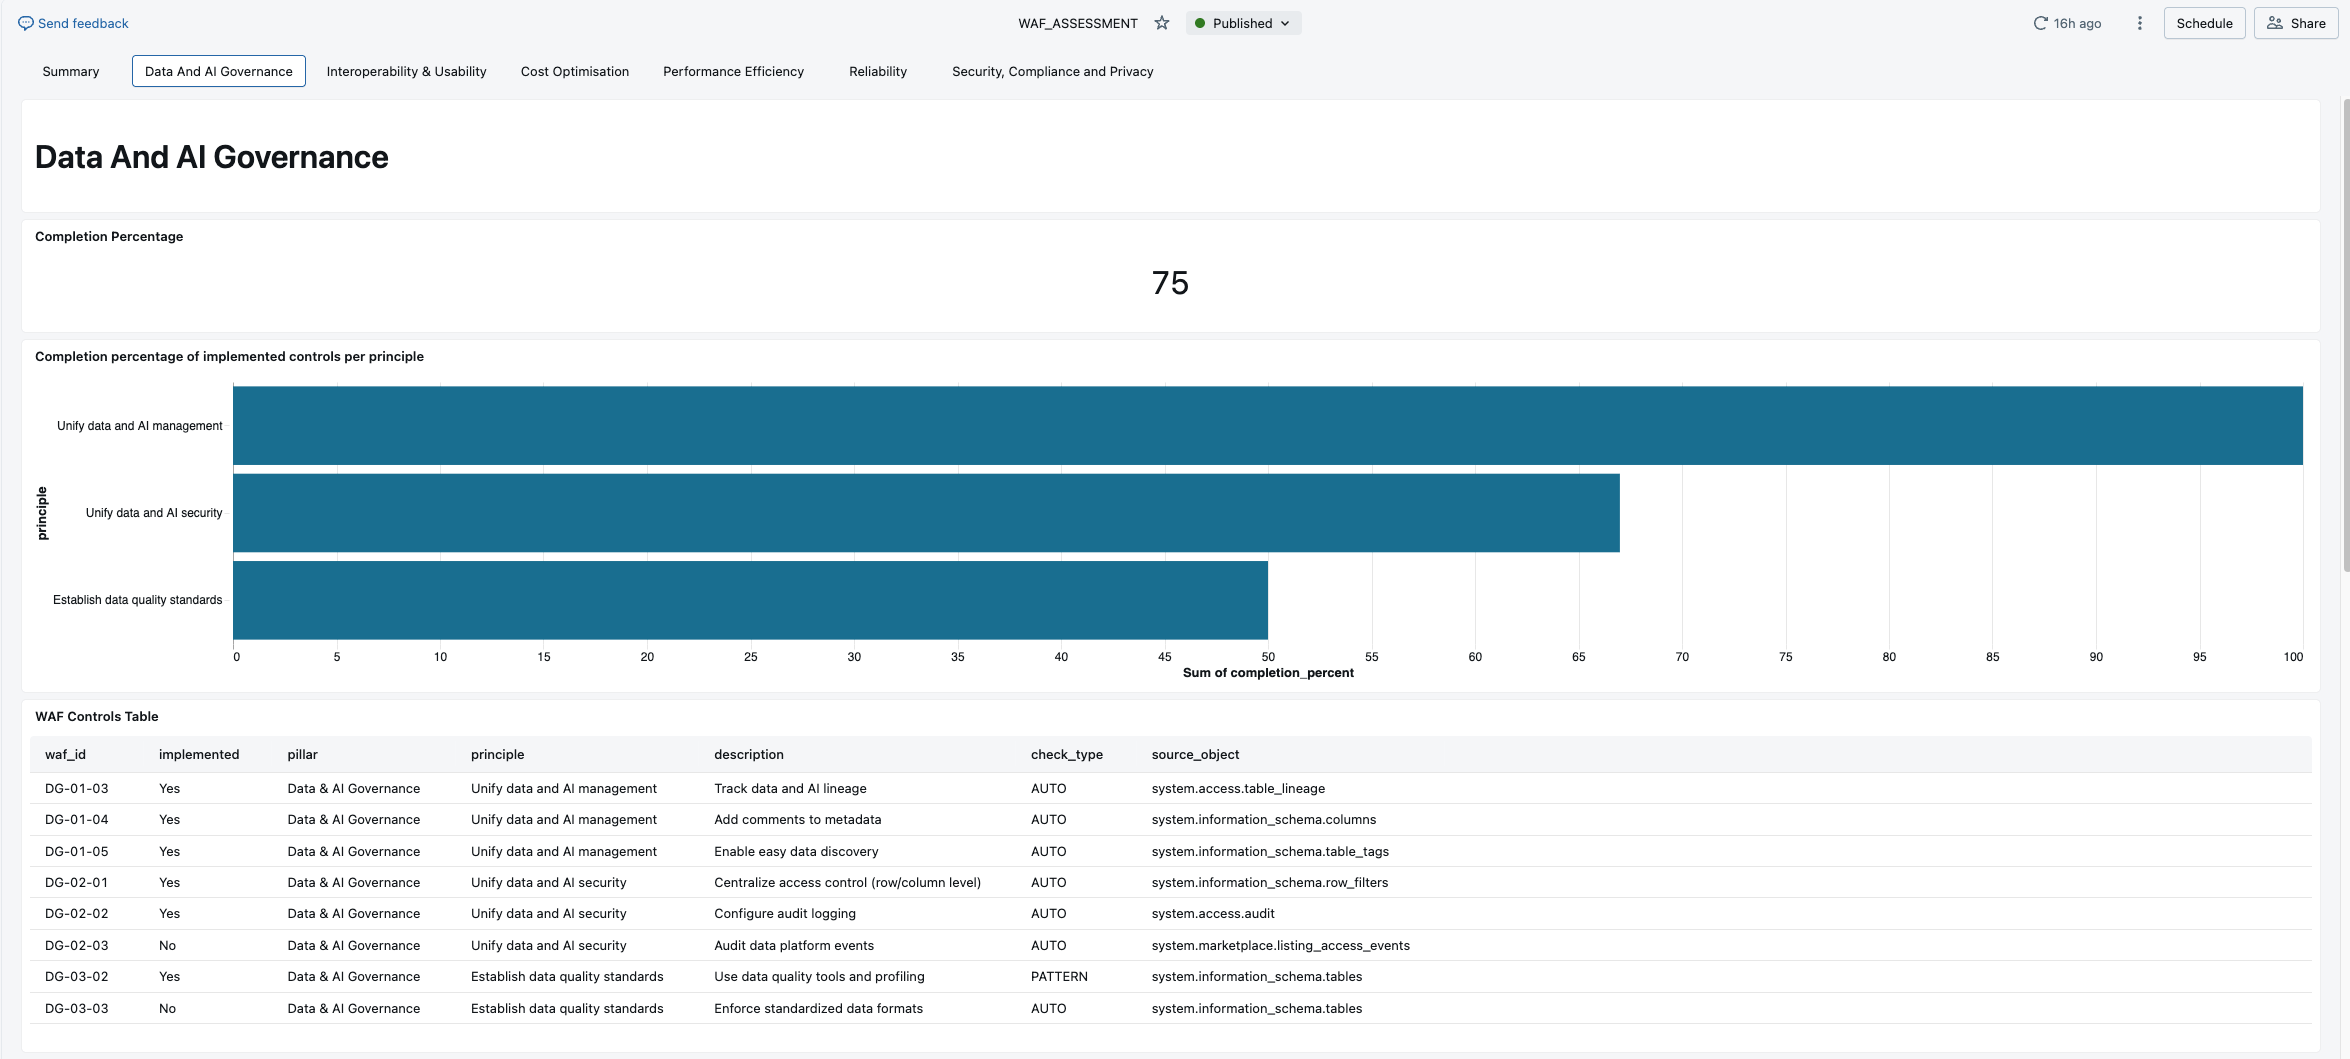 Send feedback
WAF_ASSESSMENT
Published
16h ago
Schedule
Share
Summary
Data And AI Governance
Interoperability & Usability
Cost Optimisation
Performance Efficiency
Reliability
Security, Compliance and Privacy
Data And AI Governance
Completion Percentage
75
Completion percentage of implemented controls per principle
principle
Unify data and AI management
Unify data and AI security
Establish data quality standards
0 5 10 15 20 25 30 35 40 45 50 55 60 65 70 75 80 85 90 95 100
Sum of completion_percent
WAF Controls Table
waf_id implemented pillar principle description check_type source_object
DG-01-03 Yes Data & AI Governance Unify data and AI management Track data and AI lineage AUTO system.access.table_lineage
DG-01-04 Yes Data & AI Governance Unify data and AI management Add comments to metadata AUTO system.information_schema.columns
DG-01-05 Yes Data & AI Governance Unify data and AI management Enable easy data discovery AUTO system.information_schema.table_tags
DG-02-01 Yes Data & AI Governance Unify data and AI security Centralize access control (row/column level) AUTO system.information_schema.row_filters
DG-02-02 Yes Data & AI Governance Unify data and AI security Configure audit logging AUTO system.access.audit
DG-02-03 No Data & AI Governance Unify data and AI security Audit data platform events AUTO system.marketplace.listing_access_events
DG-03-02 Yes Data & AI Governance Establish data quality standards Use data quality tools and profiling PATTERN system.information_schema.tables
DG-03-03 No Data & AI Governance Establish data quality standards Enforce standardized data formats AUTO system.information_schema.tables